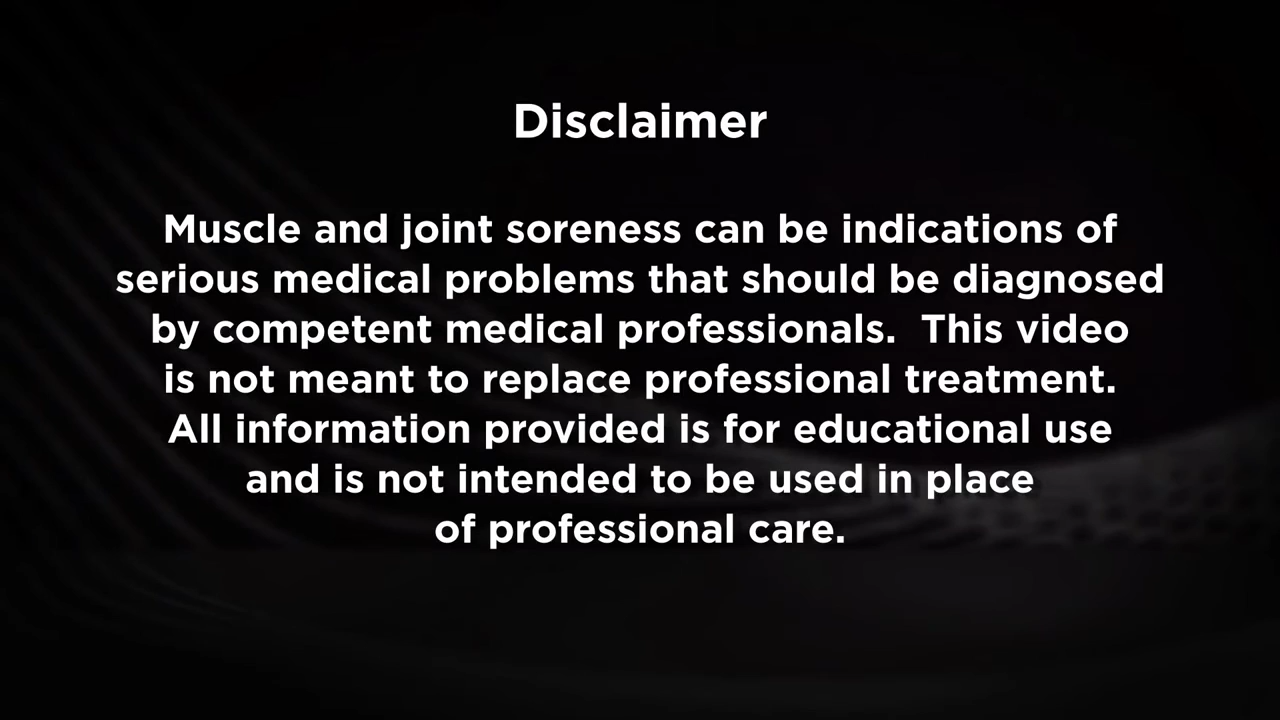 Disclaimer
Muscle and joint soreness can be indications of
serious medical problems that should be diagnosed
by competent medical professionals.  This video
is not meant to replace professional treatment.
All information provided is for educational use
and is not intended to be used in place
of professional care.